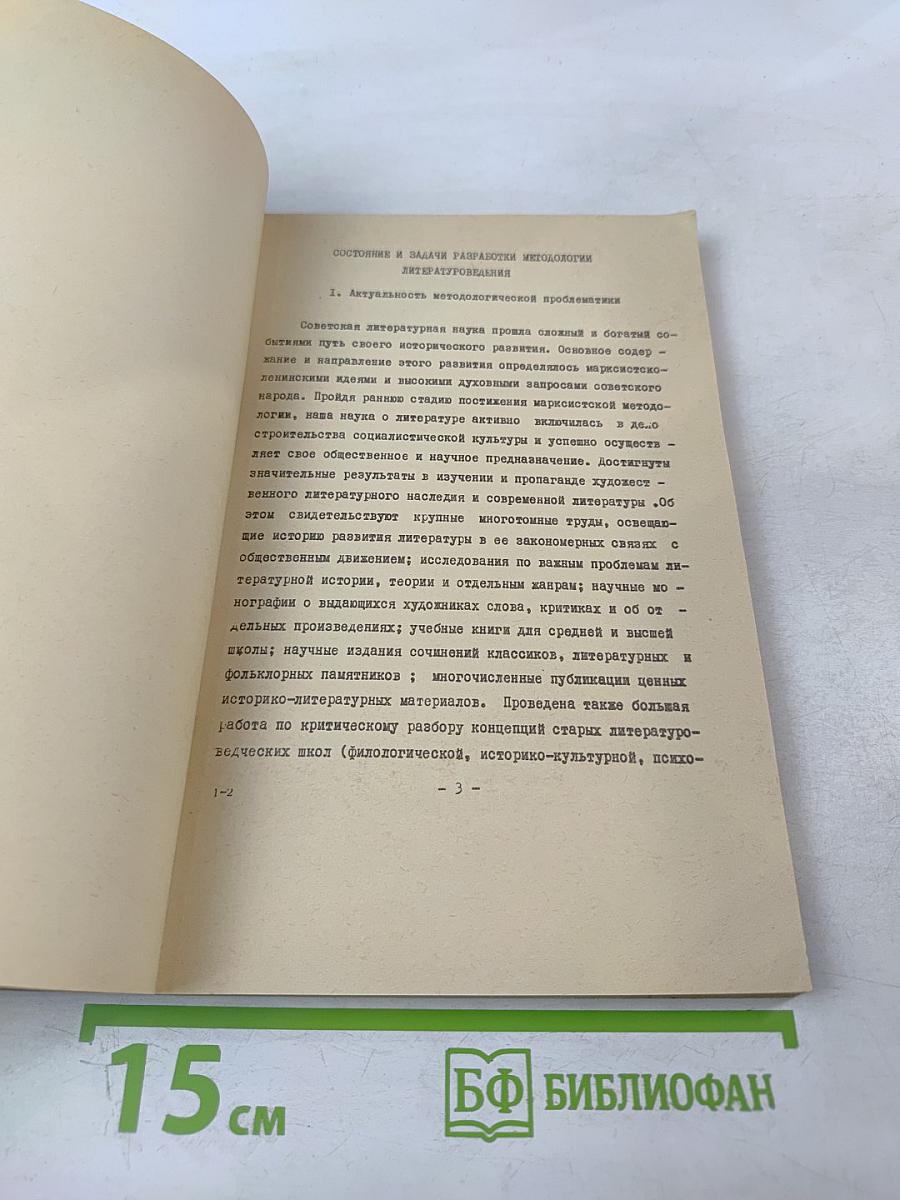 СОСТОЯНИЕ И ЗАДАЧИ РАЗРАБОТКИ МЕТОДОЛОГИИ
ЛИТЕРАТУРОВЕДЕНИЯ
I. Актуальность методологической проблематики
Советская литературная наука прошла сложный и богатый со-
бытиями путь своего исторического развития. Основное содер -
жание и направление этого развития определялось марксистско-
ленинскими идеями и высокими духовными запросами советского
народа. Пройдя раннюю стадию постижения марксистской методо-
логии, наша наука о литературе активно включилась в дело
строительства социалистической культуры и успешно осуществ -
ляет свое общественное и научное предназначение. Достигнуты
значительные результаты в изучении и пропаганде художест -
венного литературного наследия и современной литературы .Об
этом свидетельствуют крупные многотомные труды, освещаю-
щие историю развития литературы в ее закономерных связях с
общественным движением; исследования по важным проблемам ли-
тературной истории, теории и отдельным жанрам; научные мо -
нографии о выдающихся художниках слова, критиках и об от -
дельных произведениях; учебные книги для средней и высшей
школы; научные издания сочинений классиков, литературных и
фольклорных памятников ; многочисленные публикации ценных
историко-литературных материалов. Проведена также большая
работа по критическому разбору концепций старых литературо-
ведческих школ (филологической, историко-культурной, психо-
1-2
- 3 -
15 см
БФ БИБЛИОФАН